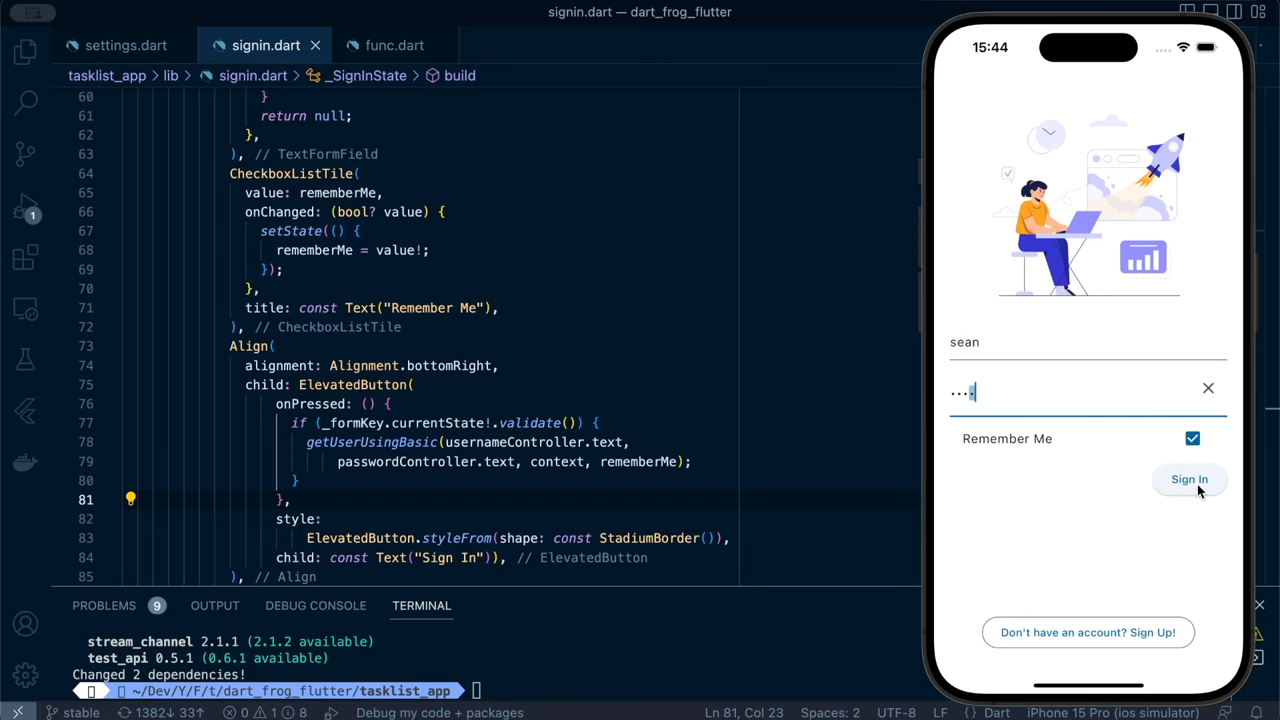 signin.dart — dart_frog_flutter
settings.dart
signin.dart
func.dart
tasklist_app > lib > signin.dart > _SignInState > build
60 }
61 return null;
62 },
63 ), // TextFormField
64 CheckboxListTile(
65 value: rememberMe,
66 onChanged: (bool? value) {
67 setState(() {
68 rememberMe = value!;
69 });
70 },
71 title: const Text("Remember Me"),
72 ), // CheckboxListTile
73 Align(
74 alignment: Alignment.bottomRight,
75 child: ElevatedButton(
76 onPressed: () {
77 if (_formKey.currentState!.validate()) {
78 getUserUsingBasic(usernameController.text,
79 passwordController.text, context, rememberMe);
80 }
81 },
82 style:
83 ElevatedButton.styleFrom(shape: const StadiumBorder()),
84 child: const Text("Sign In")), // ElevatedButton
85 ), // Align
1
PROBLEMS 9 OUTPUT DEBUG CONSOLE TERMINAL
stream_channel 2.1.1 (2.1.2 available)
test_api 0.5.1 (0.6.1 available)
Changed 2 dependencies!
~/Dev/Y/F/t/dart_frog_flutter/tasklist_app
stable 1382↓ 33↑ 0 1 8 Debug my code + packages Ln 81, Col 23 Spaces: 2 UTF-8 LF {} Dart iPhone 15 Pro (ios simulator)
15:44
sean
....
Remember Me
Sign In
Don't have an account? Sign Up!